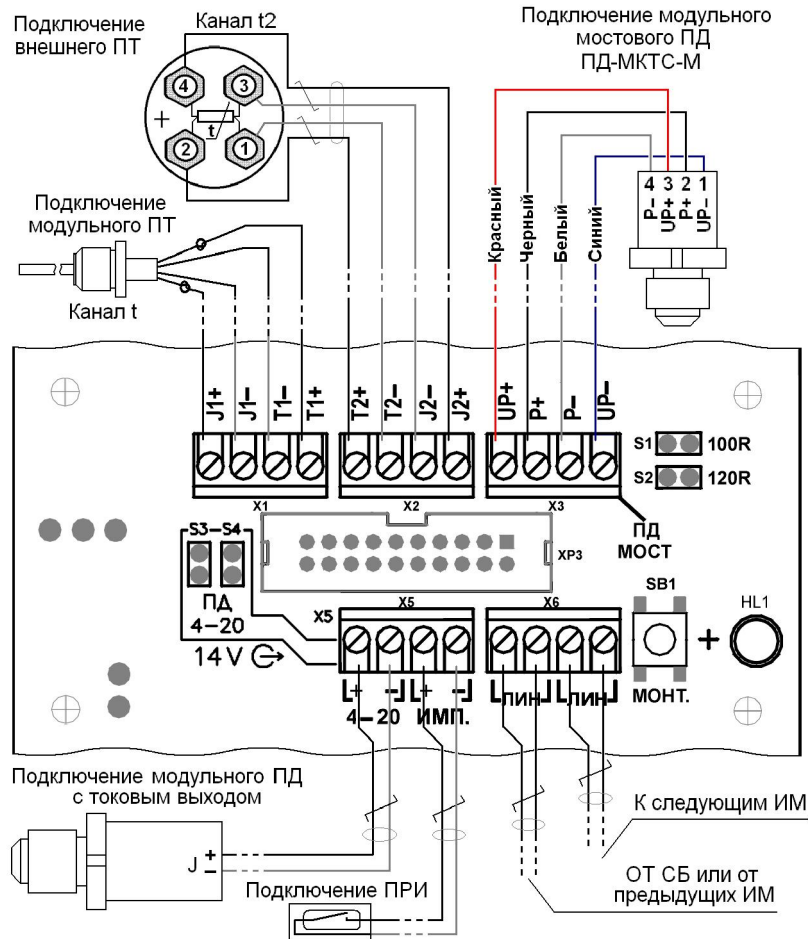 Подключение
внешнего ПТ
Канал t2
Подключение модульного
мостового ПД
ПД-МКТС-М
4
3
+
t
2
1
4 3 2 1
P-
UP+
P+
UP-
Красный
Черный
Белый
Синий
Подключение
модульного ПТ
Канал t
J1+
J1-
T1-
T1+
T2+
T2-
J2-
J2+
UP+
P+
P-
UP-
S1 100R
S2 120R
X1
X2
X3
ПД
МОСТ
S3
S4
XP3
ПД
4-20
14V
X5
X5
X6
SB1
HL1
+
+ -
4-20
+ -
ИМП.
ЛИН
ЛИН
МОНТ.
Подключение модульного ПД
с токовым выходом
J + -
Подключение ПРИ
К следующим ИМ
ОТ СБ или от
предыдущих ИМ